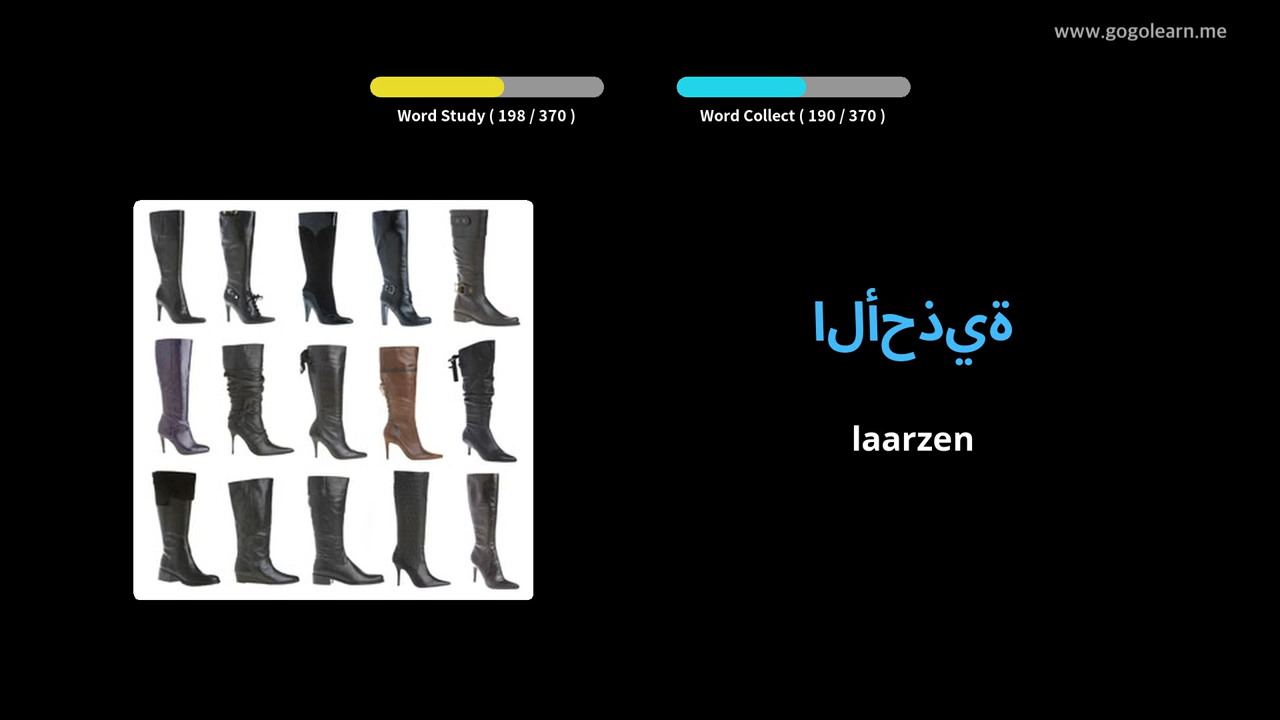 www.gogolearn.me
Word Study ( 198 / 370 )
Word Collect ( 190 / 370 )
الأحذية
laarzen